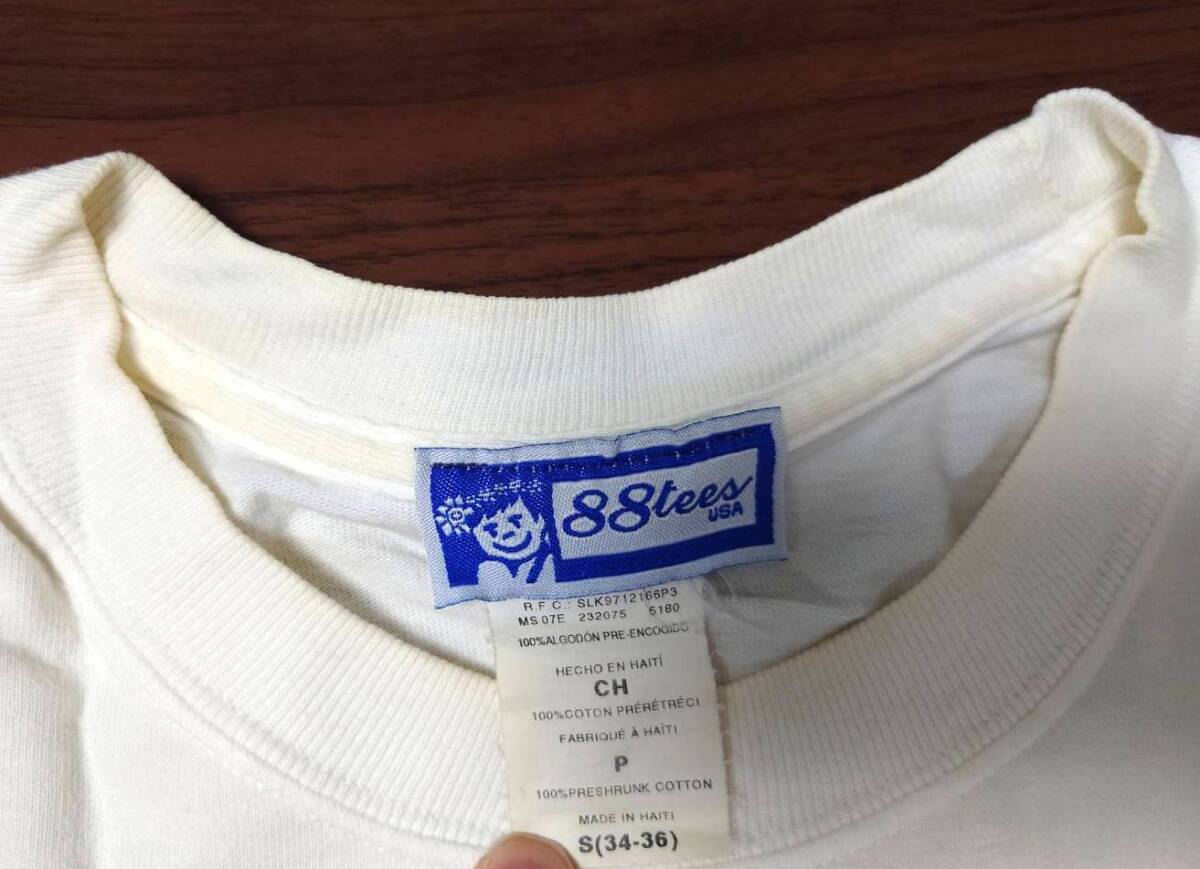 88tees
USA
R.F.C.: SLK9712166P3
MS 07E 232075 5180
100%ALGODÓN PRE-ENCOGIDO
HECHO EN HAITÍ
CH
100%COTON PRÉRÉTRÉCI
FABRIQUÉ À HAÏTI
P
100%PRESHRUNK COTTON
MADE IN HAITI
S(34-36)